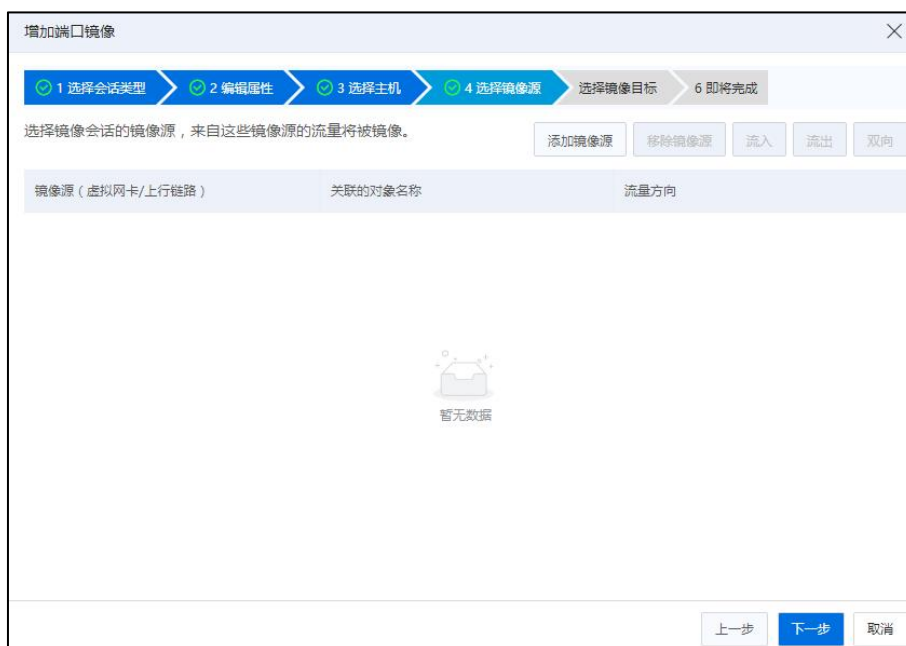 增加端口镜像
1 选择会话类型 2 编辑属性 3 选择主机 4 选择镜像源 选择镜像目标 6 即将完成
选择镜像会话的镜像源，来自这些镜像源的流量将被镜像。 添加镜像源 移除镜像源 流入 流出 双向
镜像源（虚拟网卡/上行链路） 关联的对象名称 流量方向
暂无数据
上一步 下一步 取消